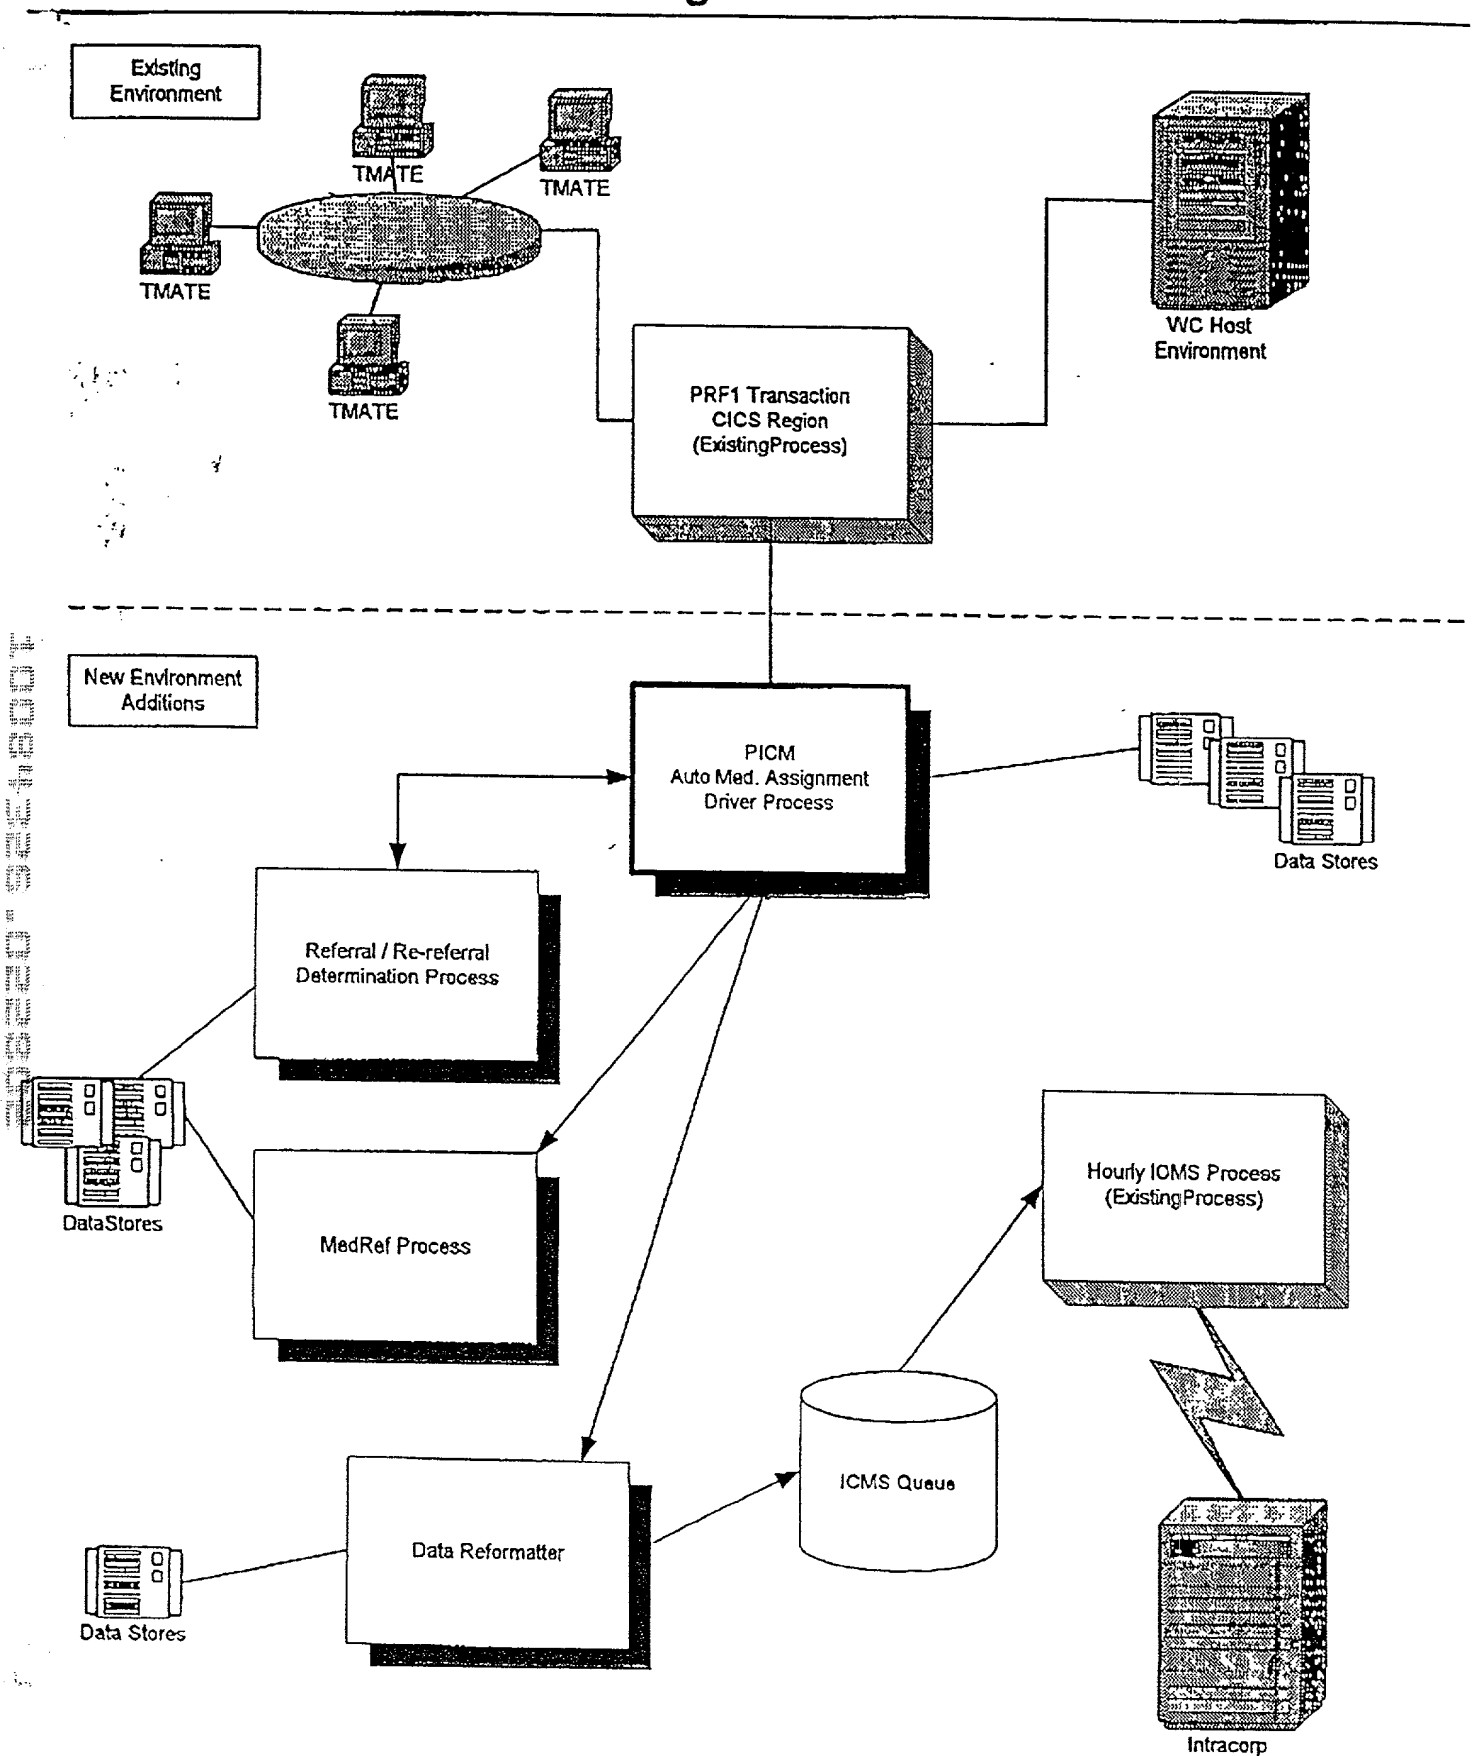 Existing
Environment
TMATE
TMATE
TMATE
TMATE
WC Host
Environment
PRF1 Transaction
CICS Region
(ExistingProcess)
New Environment
Additions
PICM
Auto Med. Assignment
Driver Process
Data Stores
Referral / Re-referral
Determination Process
DataStores
MedRef Process
Hourly ICMS Process
(ExistingProcess)
ICMS Queue
Data Reformatter
Data Stores
Intracorp